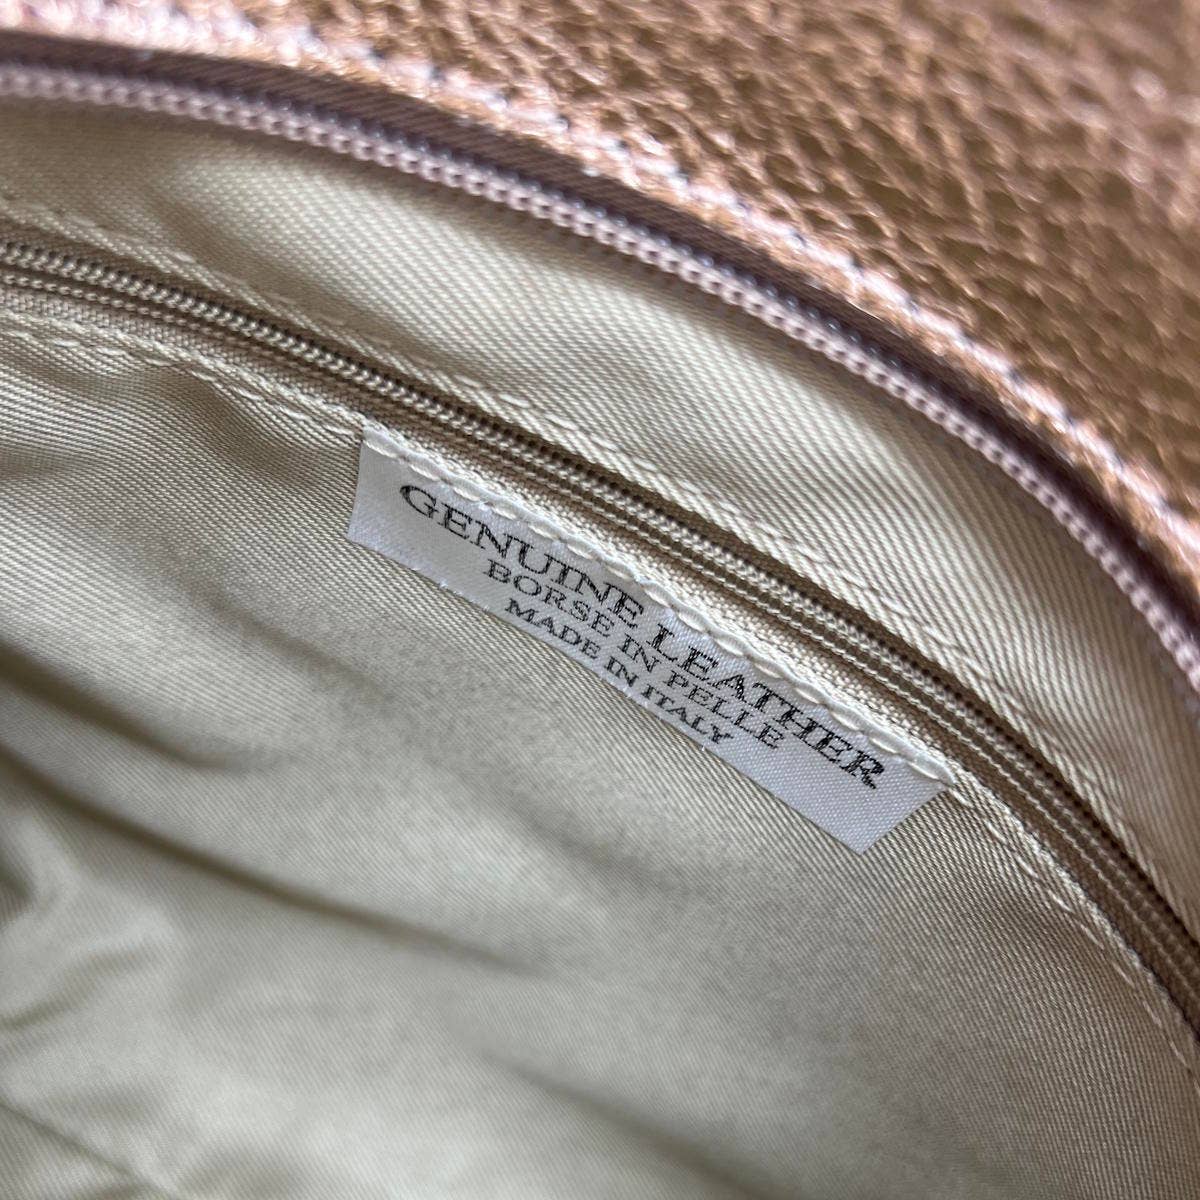 GENUINE LEATHER
BORSE IN PELLE
MADE IN ITALY